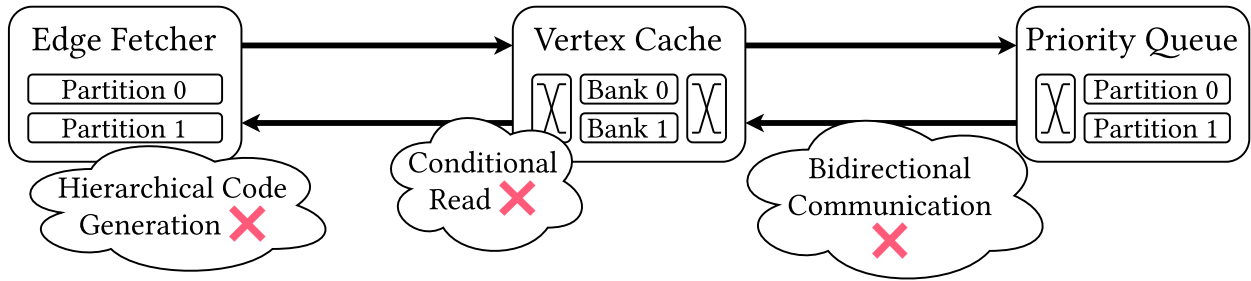 Edge Fetcher
Partition 0
Partition 1
Hierarchical Code
Generation
Vertex Cache
Bank 0
Bank 1
Conditional
Read
Priority Queue
Partition 0
Partition 1
Bidirectional
Communication